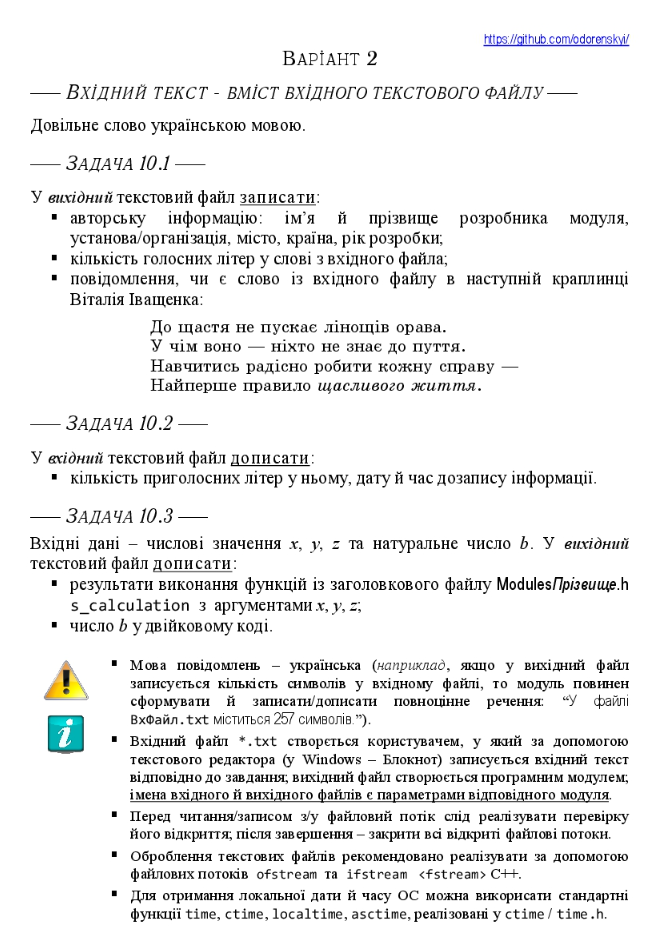 https://github.com/odorenskyi/
ВАРІАНТ 2
—— ВХІДНИЙ ТЕКСТ - ВМІСТ ВХІДНОГО ТЕКСТОВОГО ФАЙЛУ ——
Довільне слово українською мовою.
—— ЗАДАЧА 10.1 ——
У вихідний текстовий файл записати:
▪ авторську інформацію: ім’я й прізвище розробника модуля,
установа/організація, місто, країна, рік розробки;
▪ кількість голосних літер у слові з вхідного файла;
▪ повідомлення, чи є слово із вхідного файлу в наступній краплинці
Віталія Іващенка:
До щастя не пускає лінощів орава.
У чім воно — ніхто не знає до пуття.
Навчитись радісно робити кожну справу —
Найперше правило щасливого життя.
—— ЗАДАЧА 10.2 ——
У вхідний текстовий файл дописати:
▪ кількість приголосних літер у ньому, дату й час дозапису інформації.
—— ЗАДАЧА 10.3 ——
Вхідні дані – числові значення x, y, z та натуральне число b. У вихідний
текстовий файл дописати:
▪ результати виконання функцій із заголовкового файлу ModulesПрізвище.h
s_calculation з аргументами x, y, z;
▪ число b у двійковому коді.
▪ Мова повідомлень – українська (наприклад, якщо у вихідний файл
записується кількість символів у вхідному файлі, то модуль повинен
сформувати й записати/дописати повноцінне речення: “У файлі
ВхФайл.txt міститься 257 символів.”).
▪ Вхідний файл *.txt створється користувачем, у який за допомогою
текстового редактора (у Windows – Блокнот) записується вхідний текст
відповідно до завдання; вихідний файл створюється програмним модулем;
імена вхідного й вихідного файлів є параметрами відповідного модуля.
▪ Перед читання/записом з/у файловий потік слід реалізувати перевірку
його відкриття; після завершення – закрити всі відкриті файлові потоки.
▪ Оброблення текстових файлів рекомендовано реалізувати за допомогою
файлових потоків ofstream та ifstream <fstream> С++.
▪ Для отримання локальної дати й часу ОС можна викорисати стандартні
функції time, ctime, localtime, asctime, реалізовані у ctime / time.h.